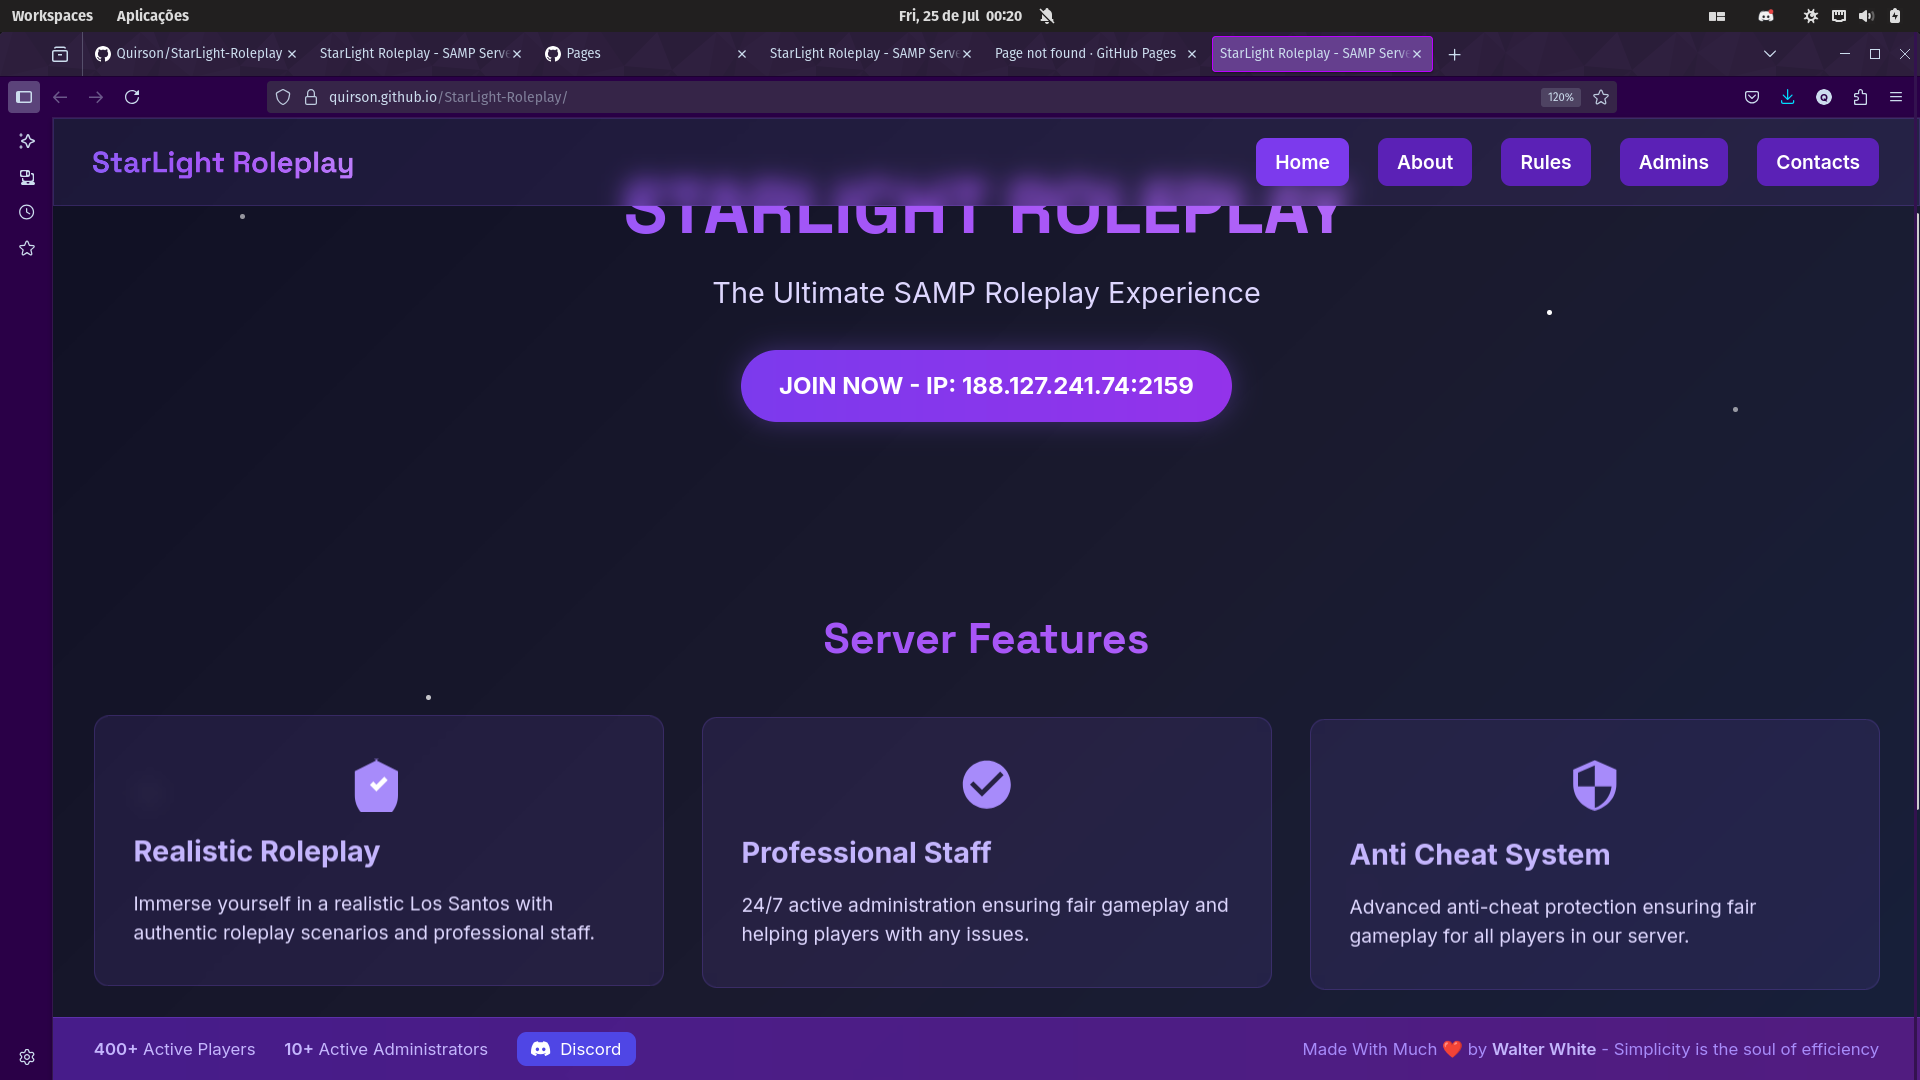 Workspaces Aplicações Fri, 25 de Jul 00:20
Quirson/StarLight-Roleplay StarLight Roleplay - SAMP Serve Pages StarLight Roleplay - SAMP Serve Page not found · GitHub Pages StarLight Roleplay - SAMP Serve
quirson.github.io/StarLight-Roleplay/ 120%
StarLight Roleplay Home About Rules Admins Contacts
STARLIGHT ROLEPLAY
The Ultimate SAMP Roleplay Experience
JOIN NOW - IP: 188.127.241.74:2159
Server Features
Realistic Roleplay
Immerse yourself in a realistic Los Santos with
authentic roleplay scenarios and professional staff.
Professional Staff
24/7 active administration ensuring fair gameplay and
helping players with any issues.
Anti Cheat System
Advanced anti-cheat protection ensuring fair
gameplay for all players in our server.
400+ Active Players 10+ Active Administrators Discord Made With Much ❤️ by Walter White - Simplicity is the soul of efficiency